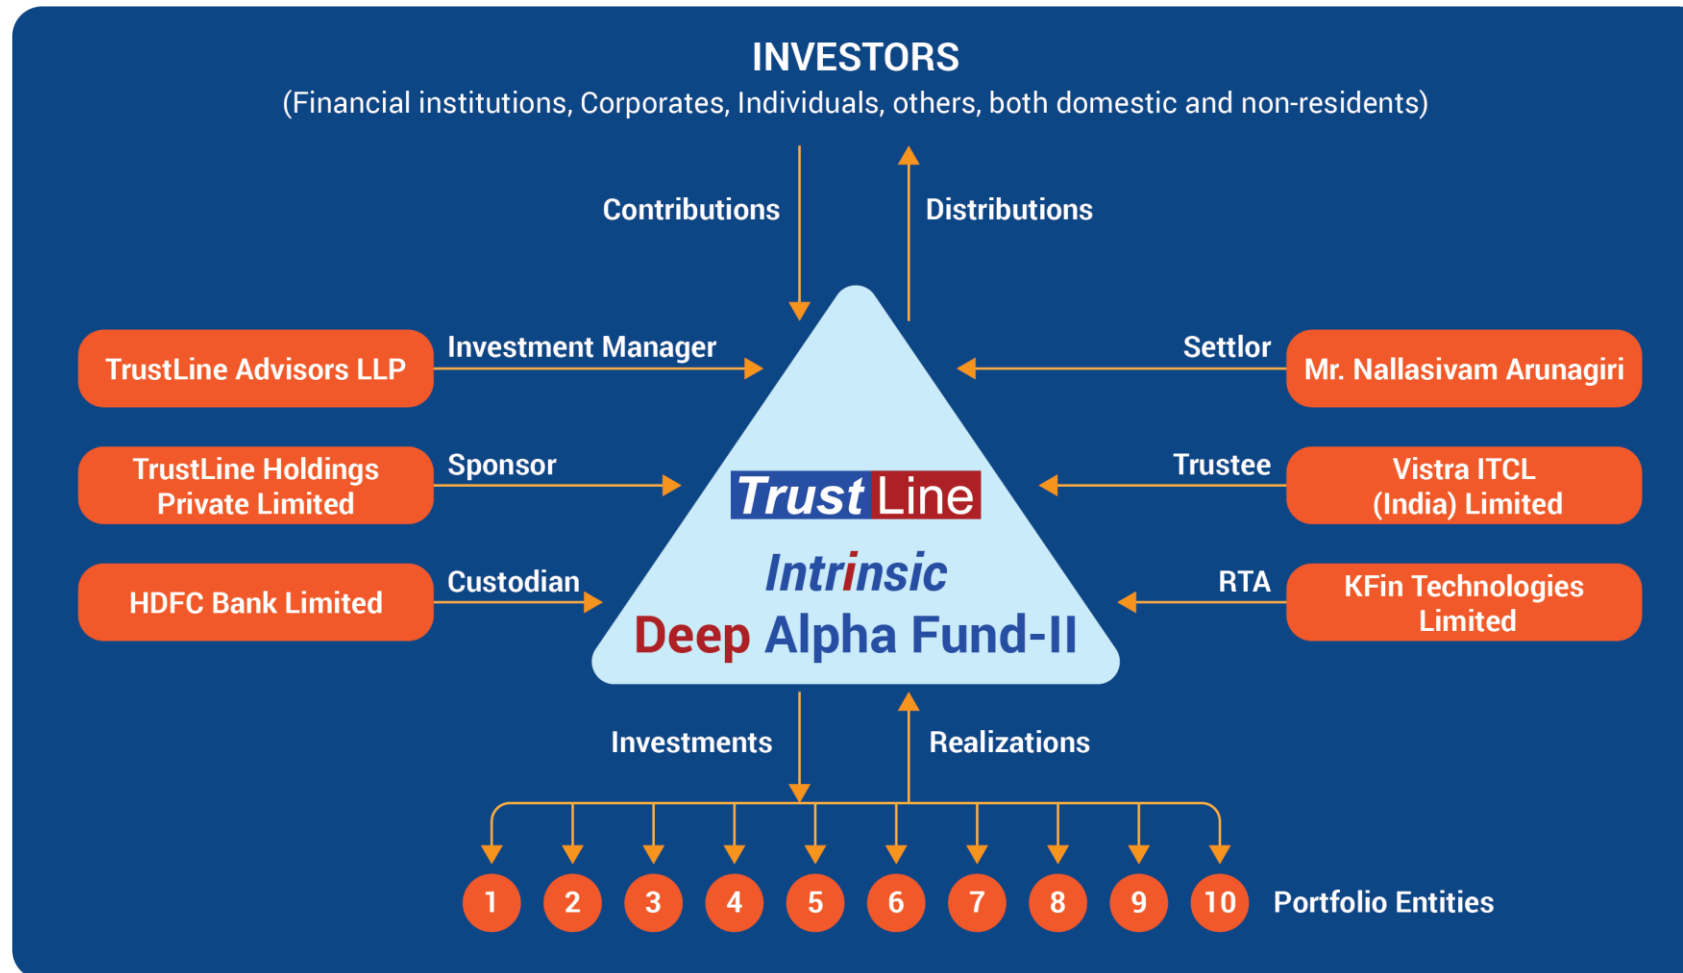 INVESTORS
(Financial institutions, Corporates, Individuals, others, both domestic and non-residents)
Contributions
Distributions
TrustLine Advisors LLP
Investment Manager
Settlor
Mr. Nallasivam Arunagiri
TrustLine Holdings
Private Limited
Sponsor
Trustee
Vistra ITCL
(India) Limited
HDFC Bank Limited
Custodian
RTA
KFin Technologies
Limited
Trust Line
Intrinsic
Deep Alpha Fund-II
Investments
Realizations
1 2 3 4 5 6 7 8 9 10 Portfolio Entities